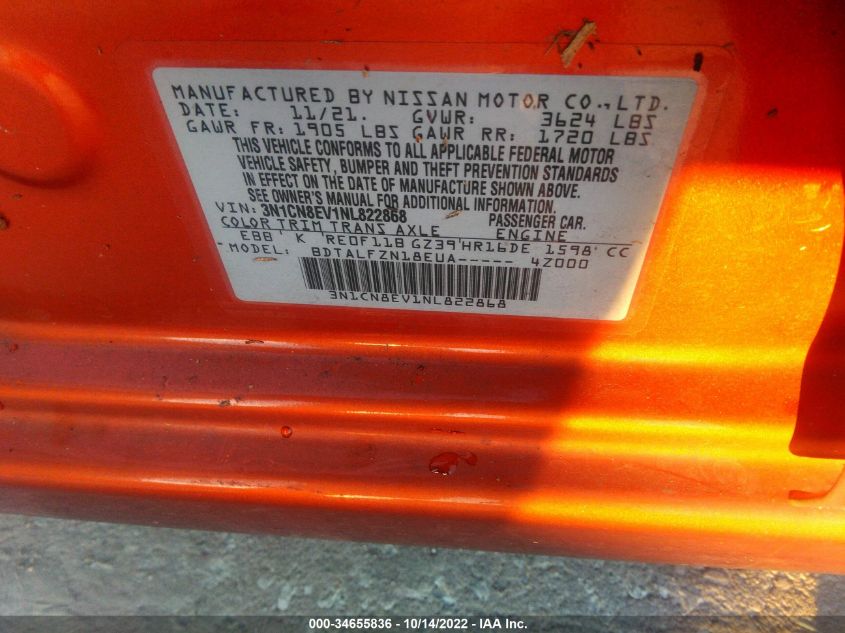 MANUFACTURED BY NISSAN MOTOR CO.,LTD.
DATE: 11/21. GVWR: 3624 LBS
GAWR FR: 1905 LBS GAWR RR: 1720 LBS
THIS VEHICLE CONFORMS TO ALL APPLICABLE FEDERAL MOTOR
VEHICLE SAFETY, BUMPER AND THEFT PREVENTION STANDARDS
IN EFFECT ON THE DATE OF MANUFACTURE SHOWN ABOVE.
SEE OWNER'S MANUAL FOR ADDITIONAL INFORMATION.
VIN: 3N1CN8EV1NL822868 PASSENGER CAR.
COLOR TRIM TRANS AXLE ENGINE
EBB' K 'RE0F11B GZ39'HR16DE 1598' CC
MODEL: BDTALFZN18EUA----- 4Z000
3N1CN8EV1NL822868
000-34655836 - 10/14/2022 - IAA Inc.